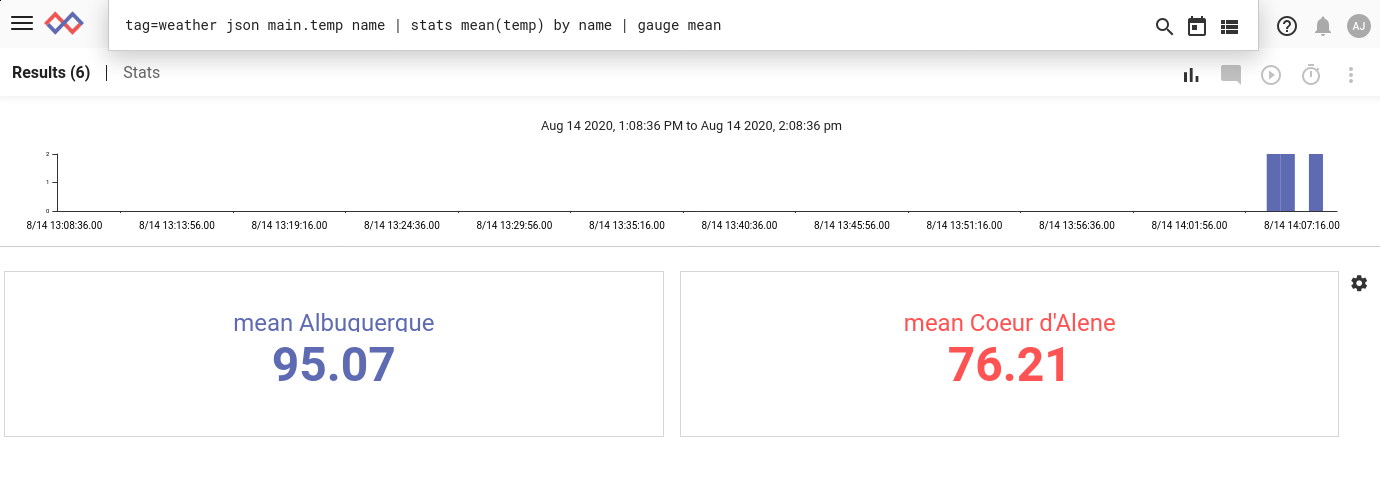 tag=weather json main.temp name | stats mean(temp) by name | gauge mean
AJ
Results (6) | Stats
Aug 14 2020, 1:08:36 PM to Aug 14 2020, 2:08:36 pm
2
1
0
8/14 13:08:36.00 8/14 13:13:56.00 8/14 13:19:16.00 8/14 13:24:36.00 8/14 13:29:56.00 8/14 13:35:16.00 8/14 13:40:36.00 8/14 13:45:56.00 8/14 13:51:16.00 8/14 13:56:36.00 8/14 14:01:56.00 8/14 14:07:16.00
mean Albuquerque
95.07
mean Coeur d'Alene
76.21